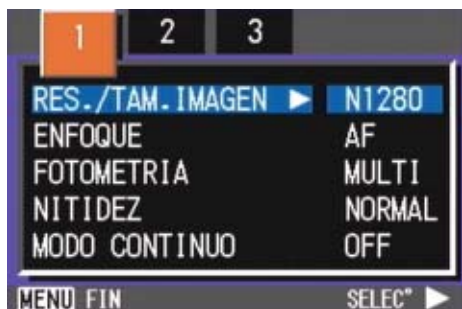 1 2 3
RES./TAM.IMAGEN ▶ N1280
ENFOQUE AF
FOTOMETRIA MULTI
NITIDEZ NORMAL
MODO CONTINUO OFF
MENU FIN SELEC° ▶